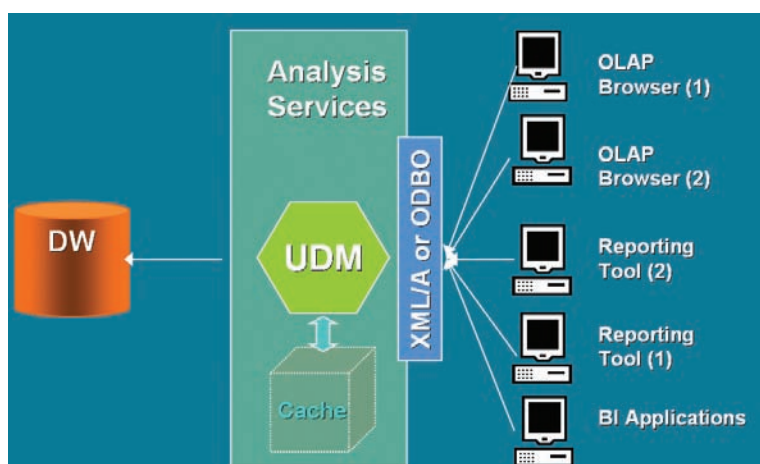 Analysis
Services
DW
UDM
Cache
XML/A or ODBO
OLAP
Browser (1)
OLAP
Browser (2)
Reporting
Tool (2)
Reporting
Tool (1)
BI Applications